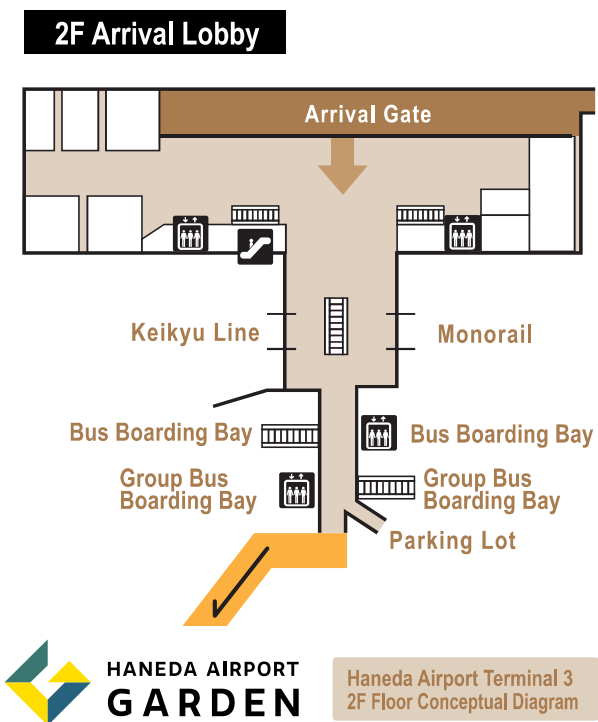 2F Arrival Lobby
Arrival Gate
Keikyu Line
Monorail
Bus Boarding Bay
Bus Boarding Bay
Group Bus
Boarding Bay
Group Bus
Boarding Bay
Parking Lot
HANEDA AIRPORT
GARDEN
Haneda Airport Terminal 3
2F Floor Conceptual Diagram